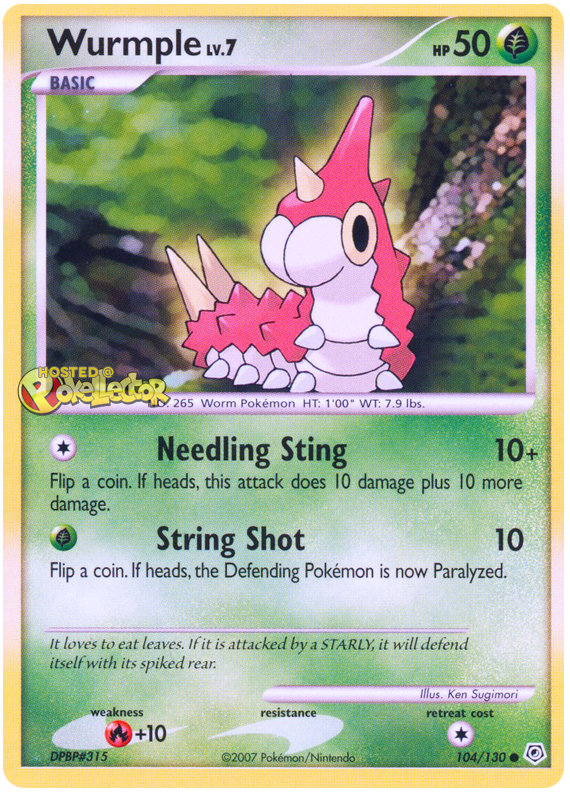 Wurmple LV.7
HP 50
BASIC
HOSTED @
PokéLLector
265 Worm Pokémon HT: 1'00" WT: 7.9 lbs.
Needling Sting 10+
Flip a coin. If heads, this attack does 10 damage plus 10 more
damage.
String Shot 10
Flip a coin. If heads, the Defending Pokémon is now Paralyzed.
It loves to eat leaves. If it is attacked by a STARLY, it will defend
itself with its spiked rear.
Illus. Ken Sugimori
weakness resistance retreat cost
+10
DPBP#315 ©2007 Pokémon/Nintendo 104/130